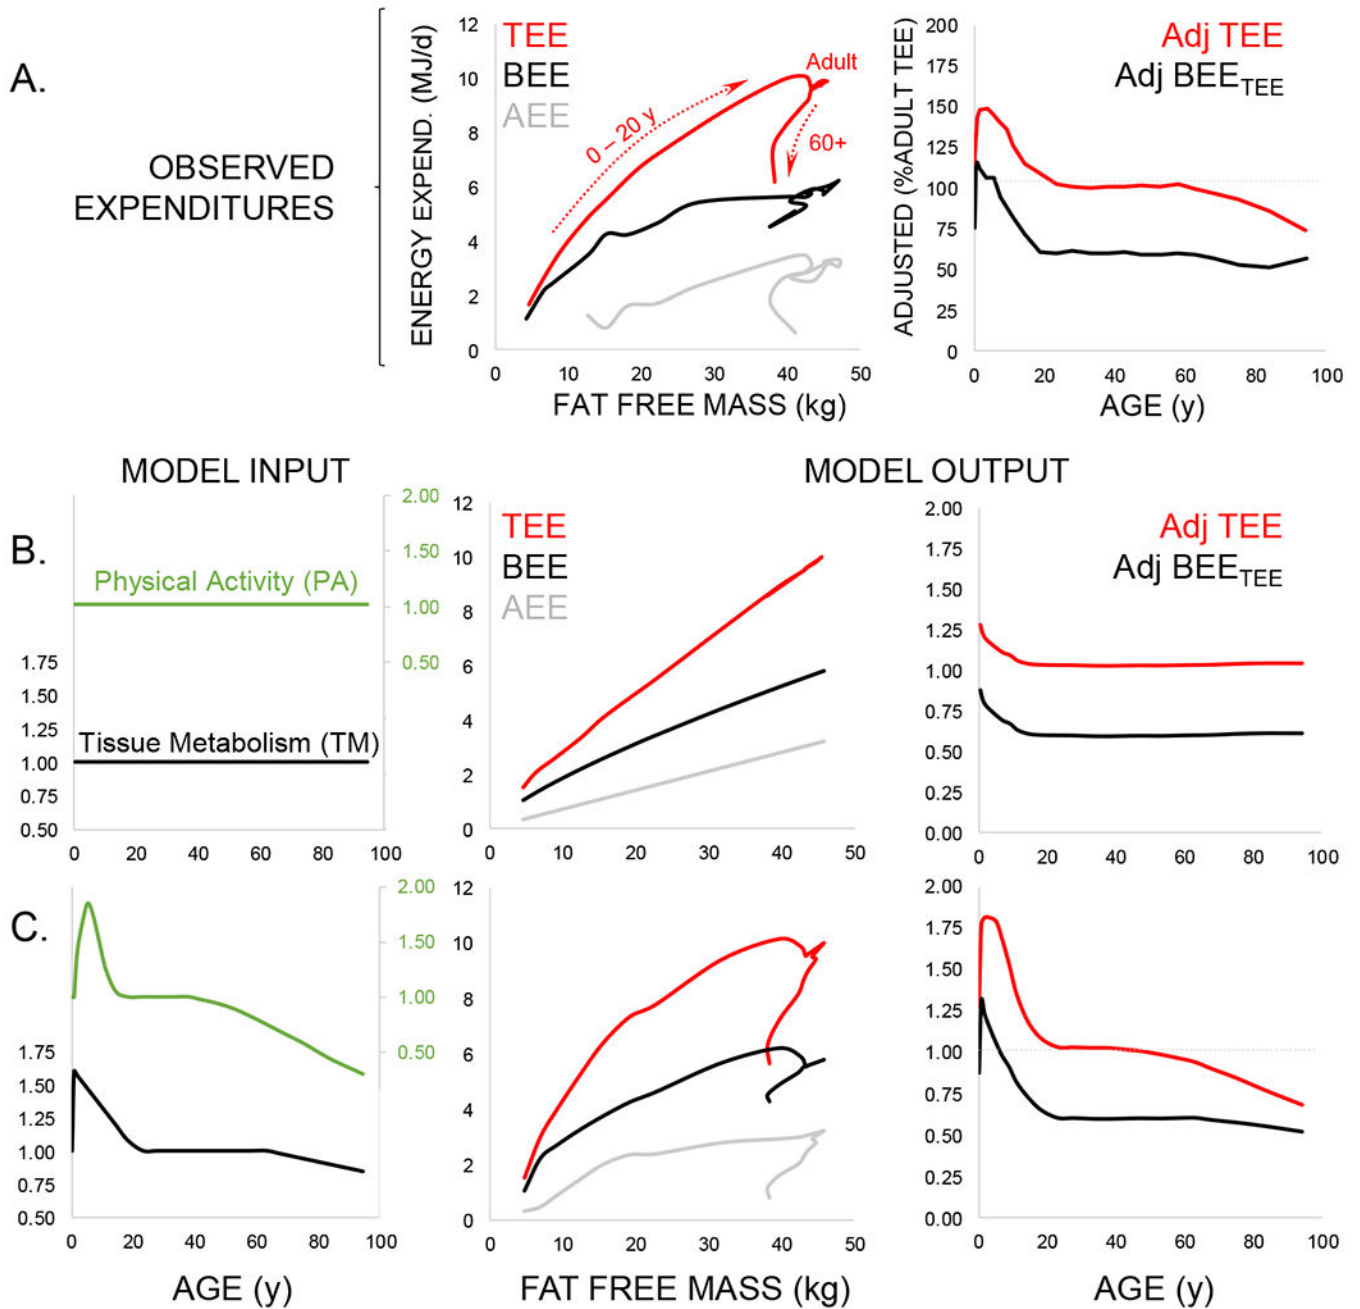 A.
OBSERVED
EXPENDITURES
ENERGY EXPEND. (MJ/d)
12
10
8
6
4
2
0
TEE
BEE
AEE
0 – 20 y
Adult
60+
0 10 20 30 40 50
FAT FREE MASS (kg)
ADJUSTED (%ADULT TEE)
200
175
150
125
100
75
50
25
0
Adj TEE
Adj BEETEE
0 20 40 60 80 100
AGE (y)
MODEL INPUT
MODEL OUTPUT
B.
2.00
1.50
1.00
0.50
Physical Activity (PA)
1.75
1.50
1.25
1.00
0.75
0.50
Tissue Metabolism (TM)
0 20 40 60 80 100
12
10
8
6
4
2
0
TEE
BEE
AEE
0 10 20 30 40 50
2.00
1.75
1.50
1.25
1.00
0.75
0.50
0.25
0.00
Adj TEE
Adj BEETEE
0 20 40 60 80 100
C.
2.00
1.50
1.00
0.50
1.75
1.50
1.25
1.00
0.75
0.50
0 20 40 60 80 100
AGE (y)
12
10
8
6
4
2
0
0 10 20 30 40 50
FAT FREE MASS (kg)
2.00
1.75
1.50
1.25
1.00
0.75
0.50
0.25
0.00
0 20 40 60 80 100
AGE (y)